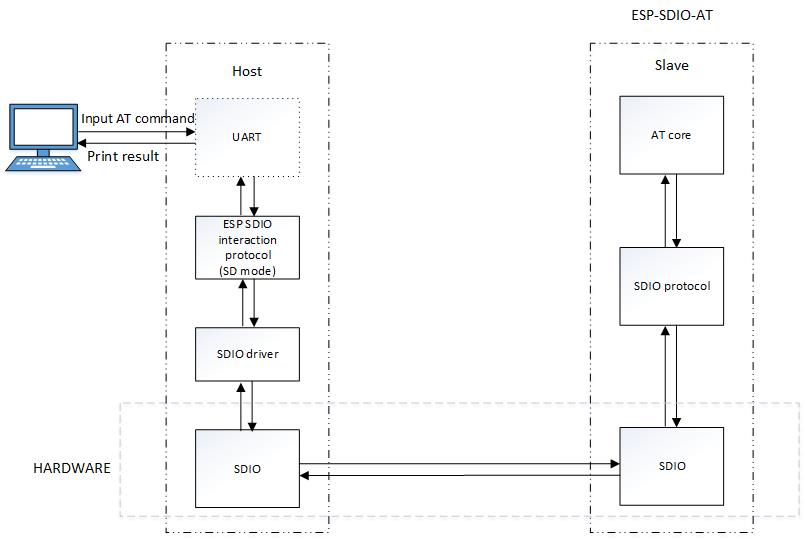 ESP-SDIO-AT
Host
Slave
Input AT command
Print result
UART
AT core
ESP SDIO
interaction
protocol
(SD mode)
SDIO protocol
SDIO driver
HARDWARE
SDIO
SDIO